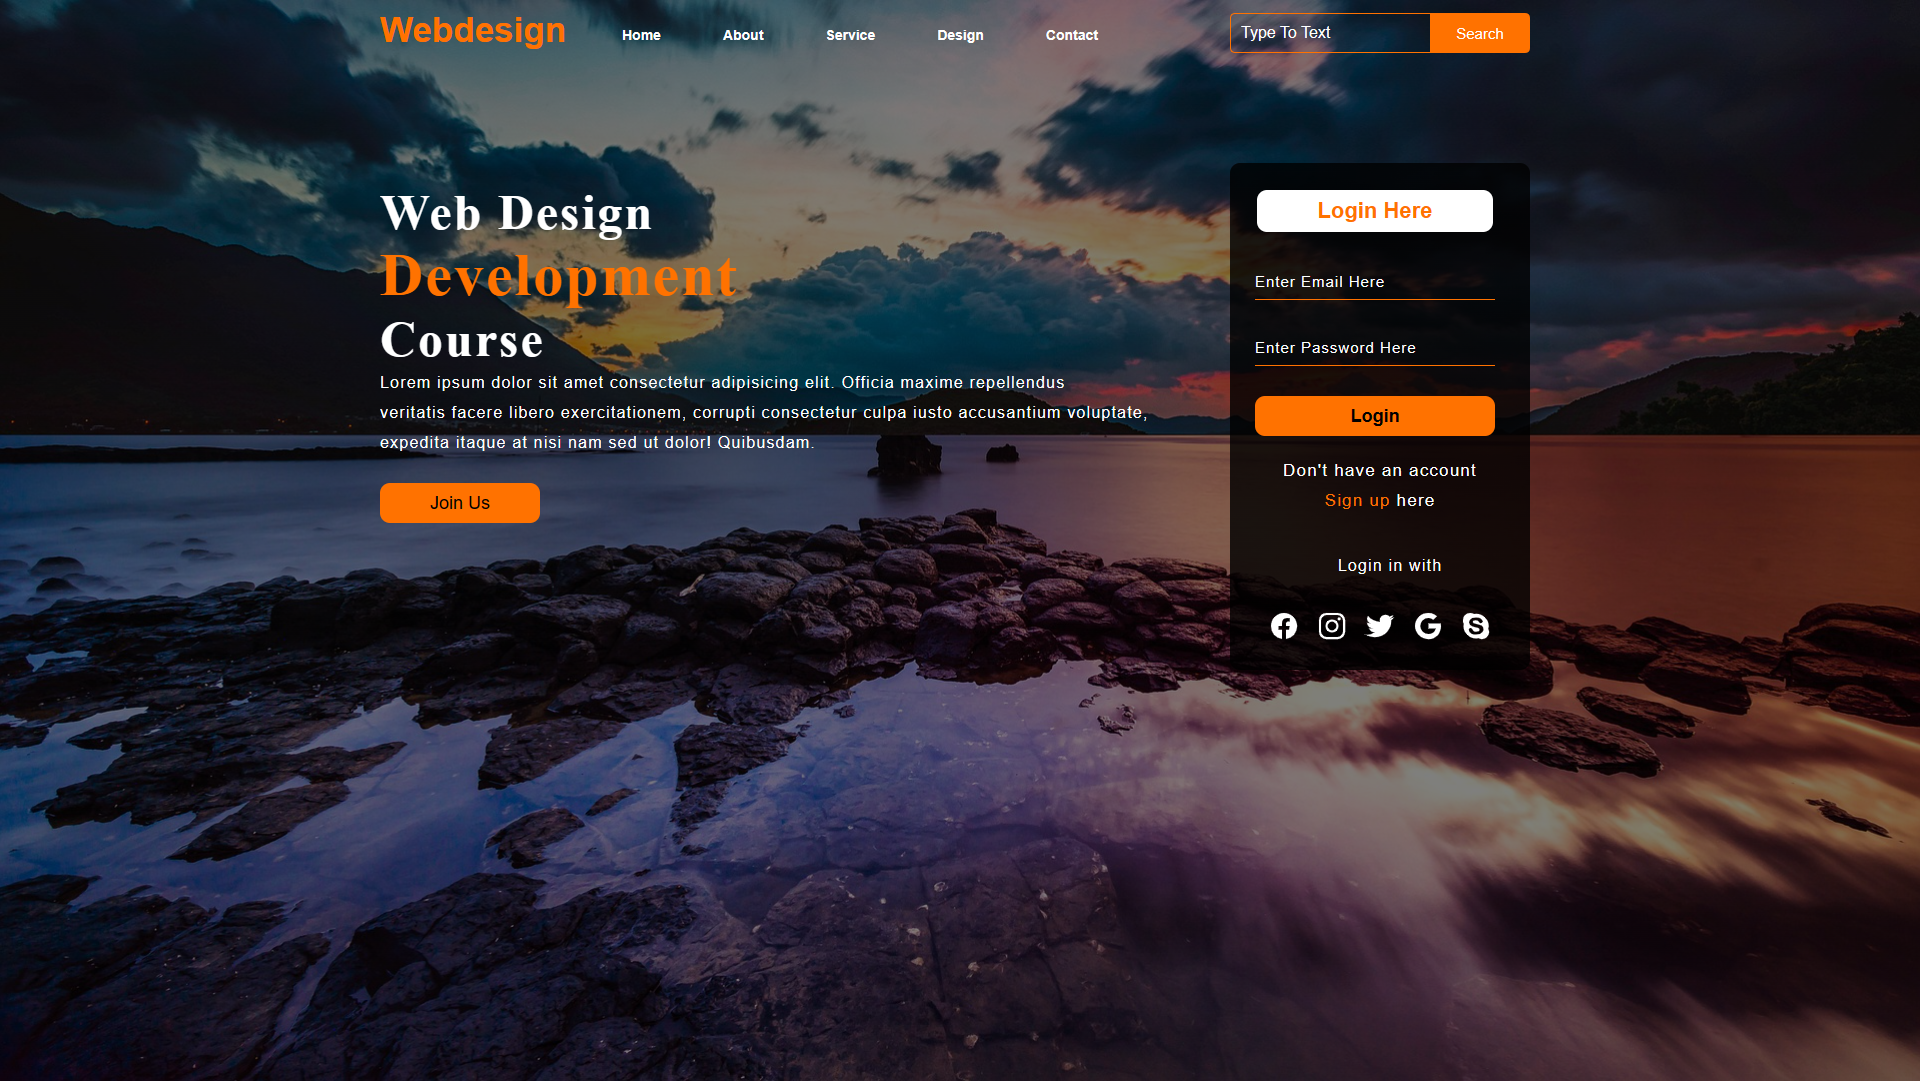 Webdesign
Home
About
Service
Design
Contact
Type To Text
Search
Web Design
Development
Course
Lorem ipsum dolor sit amet consectetur adipisicing elit. Officia maxime repellendus
veritatis facere libero exercitationem, corrupti consectetur culpa iusto accusantium voluptate,
expedita itaque at nisi nam sed ut dolor! Quibusdam.
Join Us
Login Here
Enter Email Here
Enter Password Here
Login
Don't have an account
Sign up here
Login in with